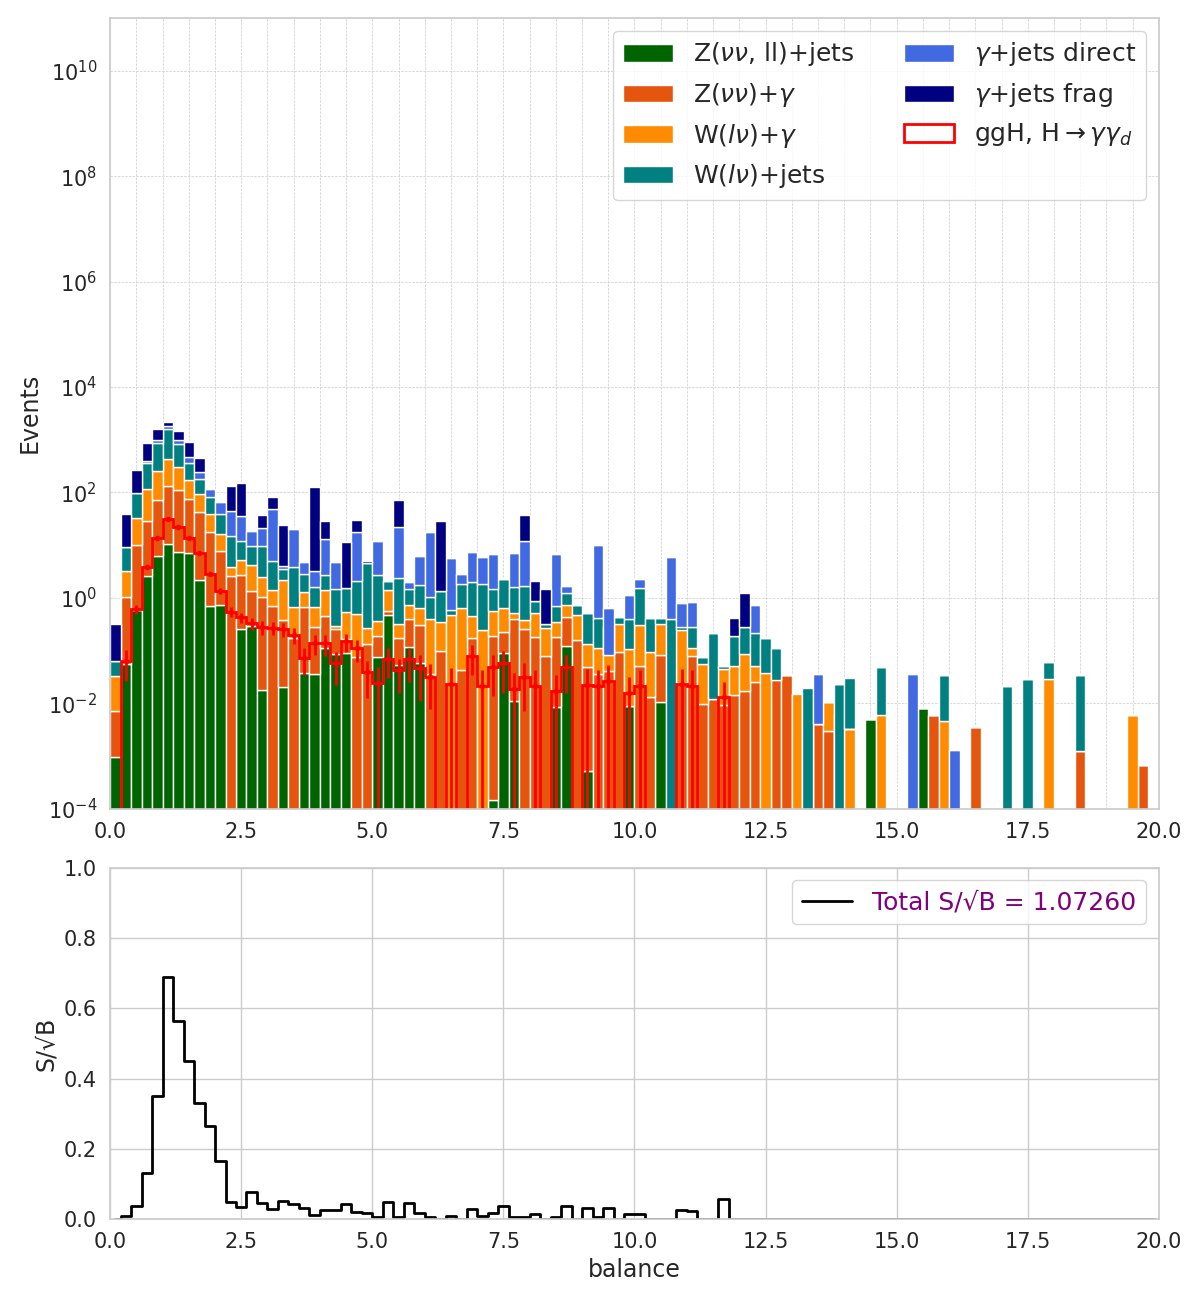 Events
10^10
10^8
10^6
10^4
10^2
10^0
10^−2
10^−4
Z(νν, ll)+jets
Z(νν)+γ
W(lν)+γ
W(lν)+jets
γ+jets direct
γ+jets frag
ggH, H→γγ_d
0.0 2.5 5.0 7.5 10.0 12.5 15.0 17.5 20.0
S/√B
1.0
0.8
0.6
0.4
0.2
0.0
Total S/√B = 1.07260
0.0 2.5 5.0 7.5 10.0 12.5 15.0 17.5 20.0
balance